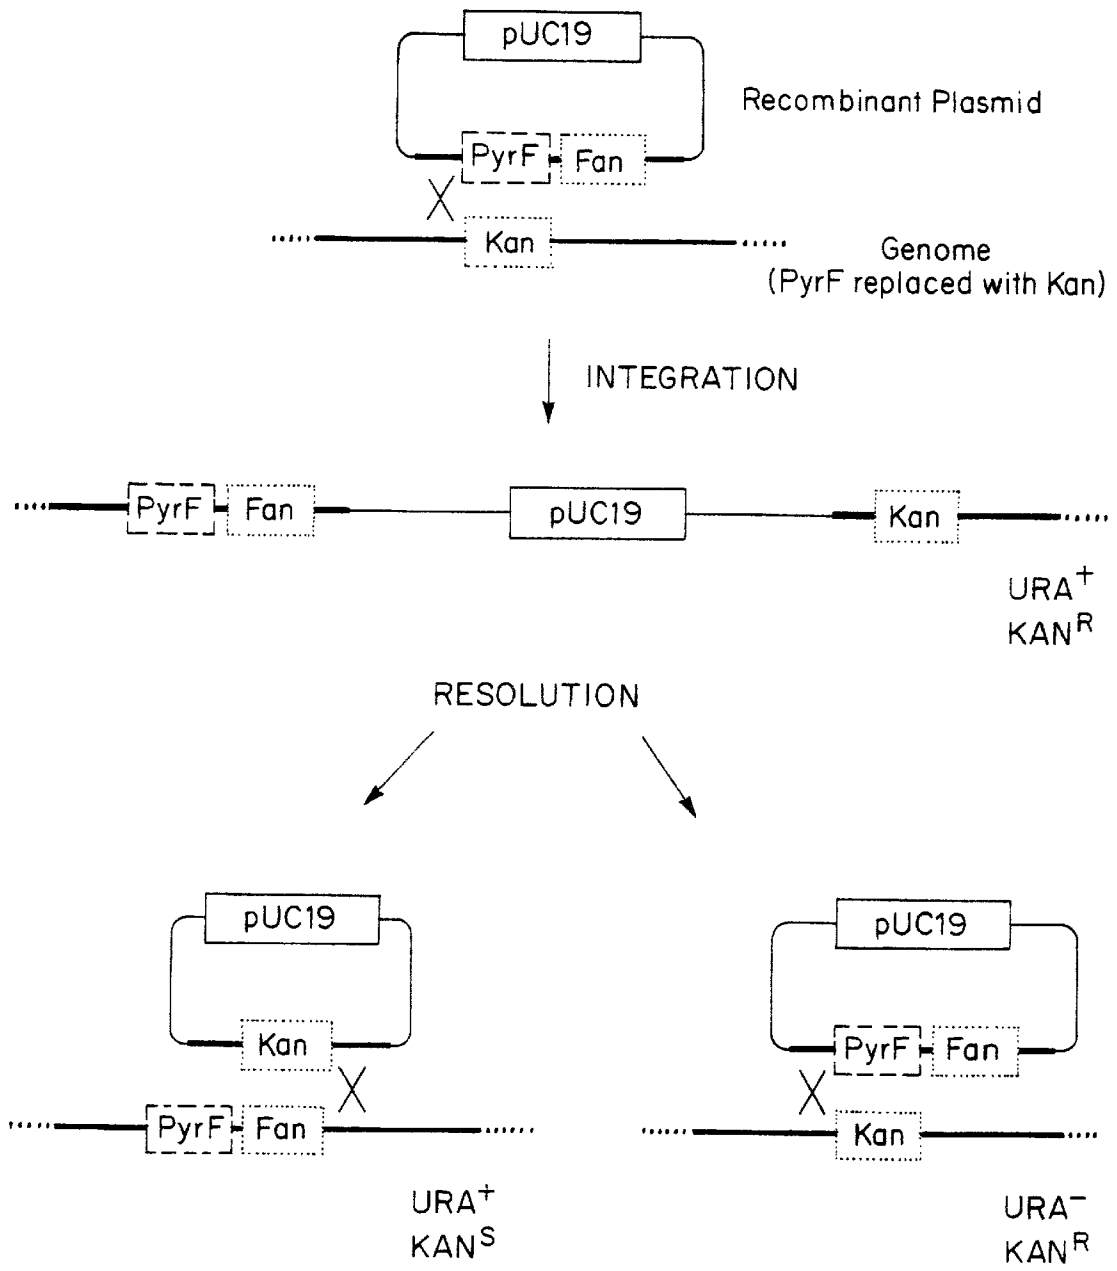 pUC19
Recombinant Plasmid
PyrF
Fan
Kan
Genome
(PyrF replaced with Kan)
INTEGRATION
PyrF
Fan
pUC19
Kan
URA+
KANR
RESOLUTION
pUC19
Kan
PyrF
Fan
URA+
KANS
pUC19
PyrF
Fan
Kan
URA-
KANR